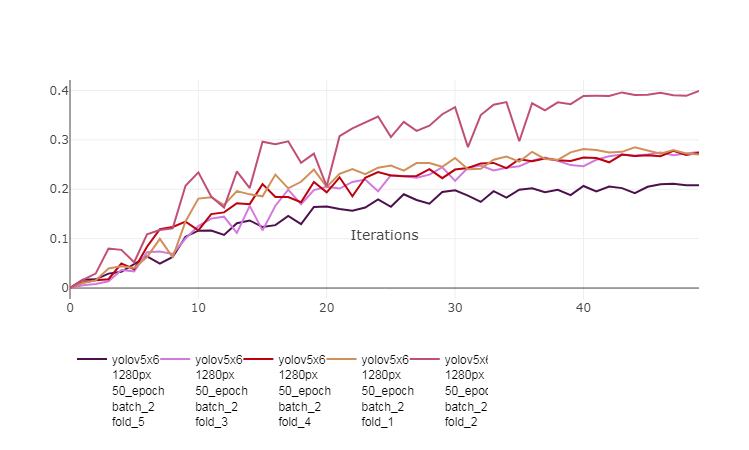 0.4
0.3
0.2
0.1
0
Iterations
0 10 20 30 40
yolov5x6 yolov5x6 yolov5x6 yolov5x6 yolov5x6
1280px 1280px 1280px 1280px 1280px
50_epoch 50_epoch 50_epoch 50_epoch 50_epoc
batch_2 batch_2 batch_2 batch_2 batch_2
fold_5 fold_3 fold_4 fold_1 fold_2